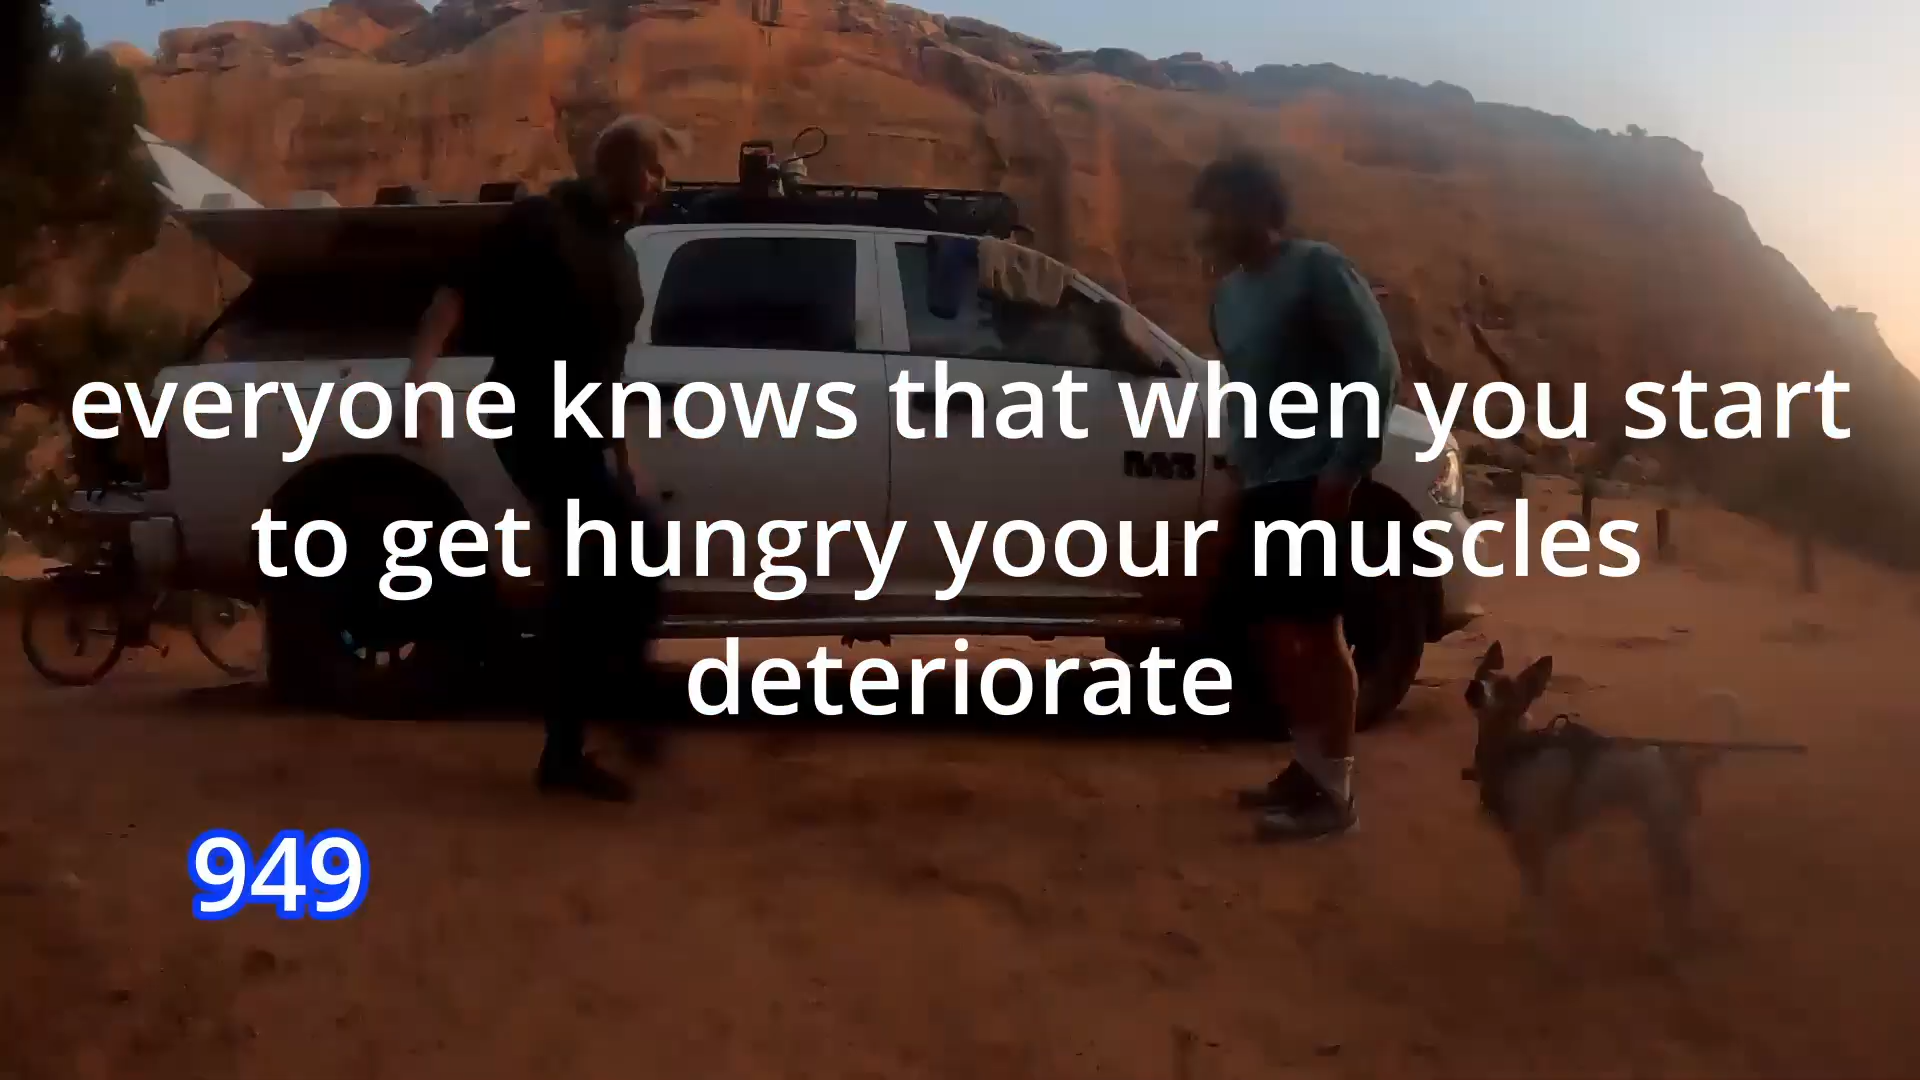 everyone knows that when you start
to get hungry yoour muscles
deteriorate
949